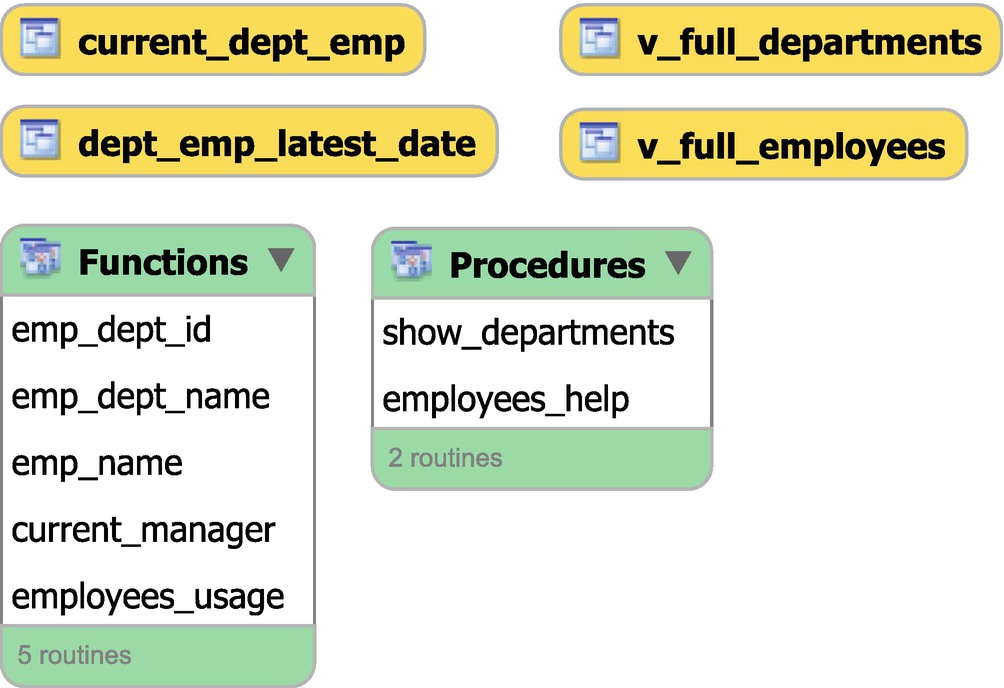 current_dept_emp
v_full_departments
dept_emp_latest_date
v_full_employees
Functions
emp_dept_id
emp_dept_name
emp_name
current_manager
employees_usage
5 routines
Procedures
show_departments
employees_help
2 routines